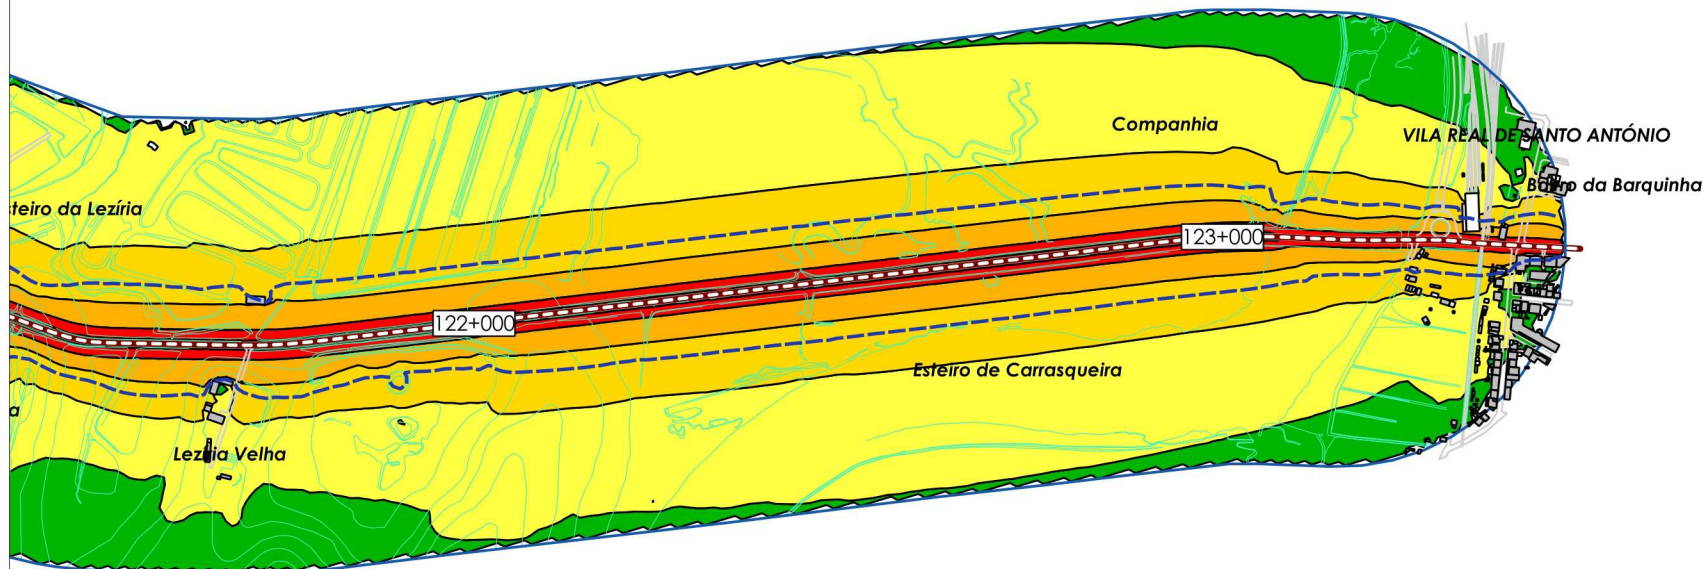 Companhia
VILA REAL DE SANTO ANTÓNIO
Bairro da Barquinha
steiro da Lezíria
123+000
122+000
Esteiro de Carrasqueira
a
Lezíria Velha